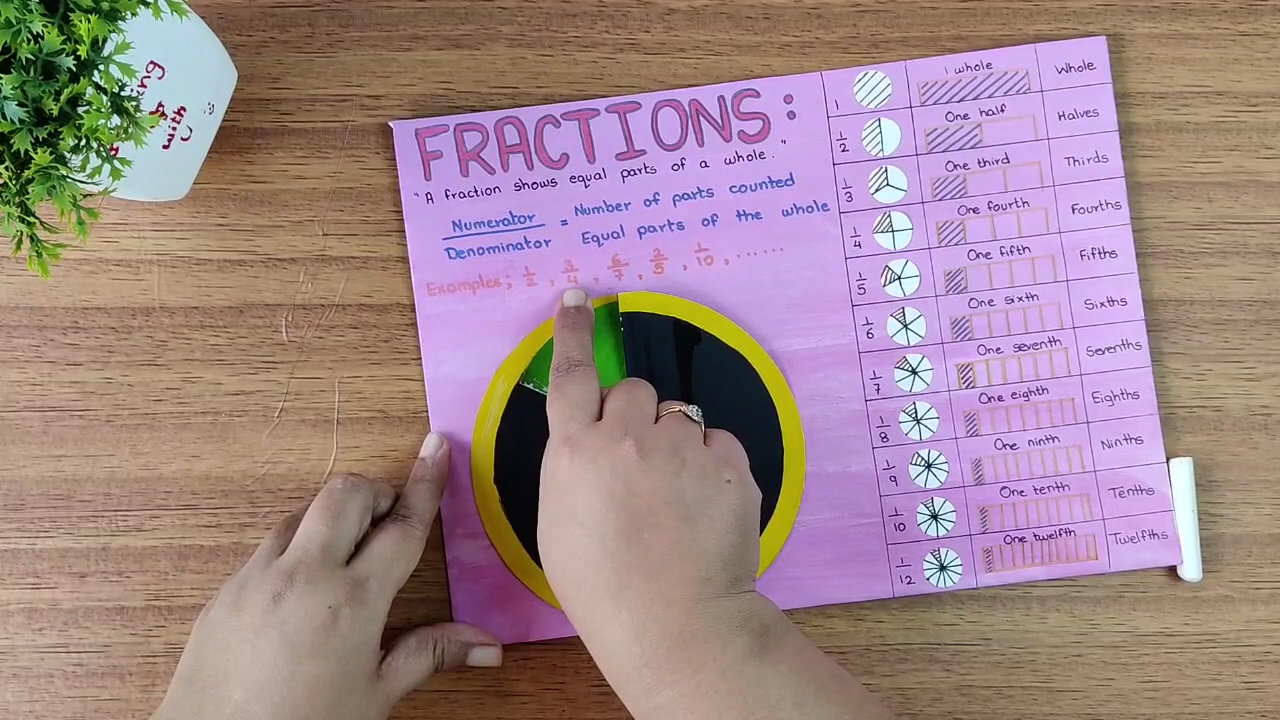 FRACTIONS:
"A fraction shows equal parts of a whole."
Numerator = Number of parts counted
Denominator Equal parts of the whole
Examples; 1/2, 3/4, 6/7, 2/5, 1/10, ......
1 1 whole Whole
1/2 One half Halves
1/3 One third Thirds
1/4 One fourth Fourths
1/5 One fifth Fifths
1/6 One sixth Sixths
1/7 One seventh Sevenths
1/8 One eighth Eighths
1/9 One ninth Ninths
1/10 One tenth Tenths
1/12 One twelfth Twelfths
with